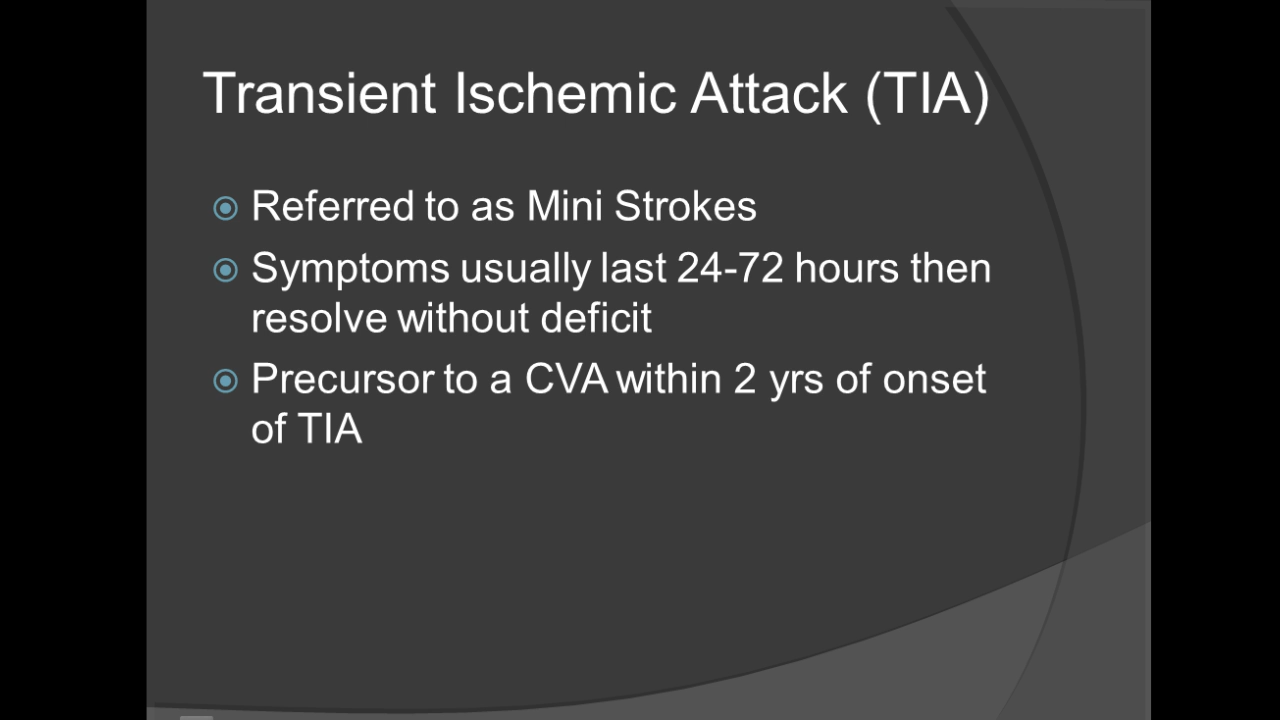 Transient Ischemic Attack (TIA)
Referred to as Mini Strokes
Symptoms usually last 24-72 hours then
resolve without deficit
Precursor to a CVA within 2 yrs of onset
of TIA